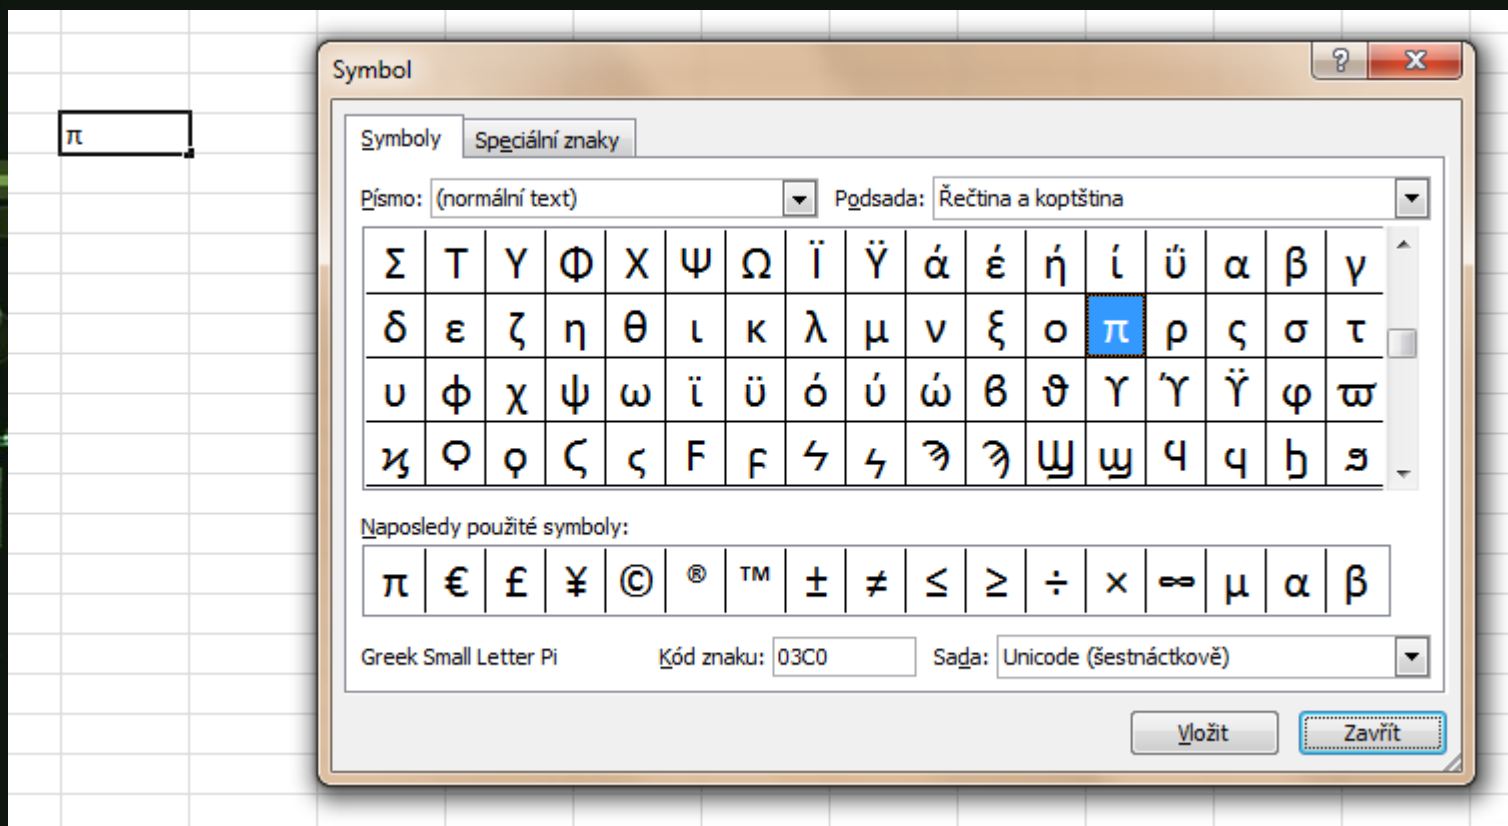 Symbol
π
Symboly Speciální znaky
Písmo: (normální text) Podsada: Řečtina a koptština
Σ Τ Υ Φ Χ Ψ Ω Ϊ Ϋ ά έ ή ί ΰ α β γ
δ ε ζ η θ ι κ λ μ ν ξ ο π ρ ς σ τ
υ φ χ ψ ω ϊ ϋ ό ύ ώ ϐ ϑ ϒ ϓ ϔ ϕ ϖ
ϗ Ϙ ϙ Ϛ ϛ Ϝ ϝ Ϟ ϟ Ϡ ϡ Ϣ ϣ Ϥ ϥ Ϧ ϧ
Naposledy použité symboly:
π € £ ¥ © ® ™ ± ≠ ≤ ≥ ÷ × ∞ µ α β
Greek Small Letter Pi Kód znaku: 03C0 Sada: Unicode (šestnáctkově)
Vložit Zavřít